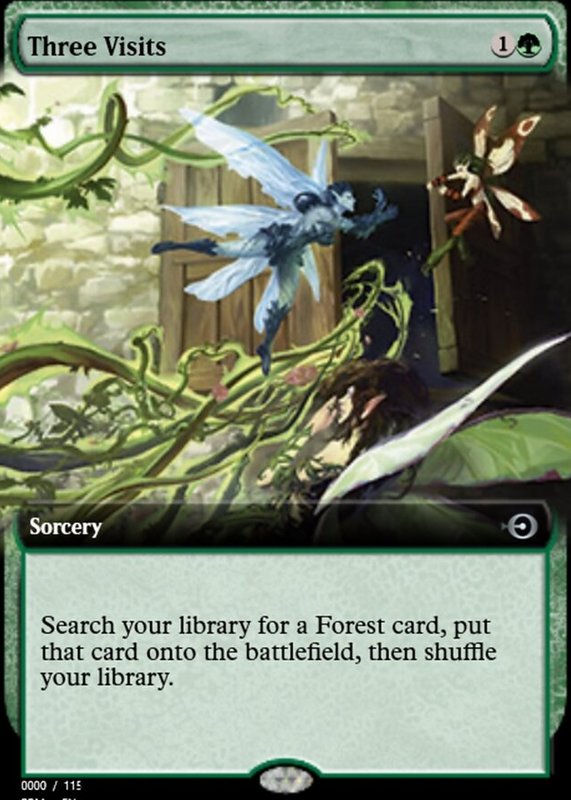 Three Visits
1
Sorcery
Search your library for a Forest card, put
that card onto the battlefield, then shuffle
your library.
0000 / 115